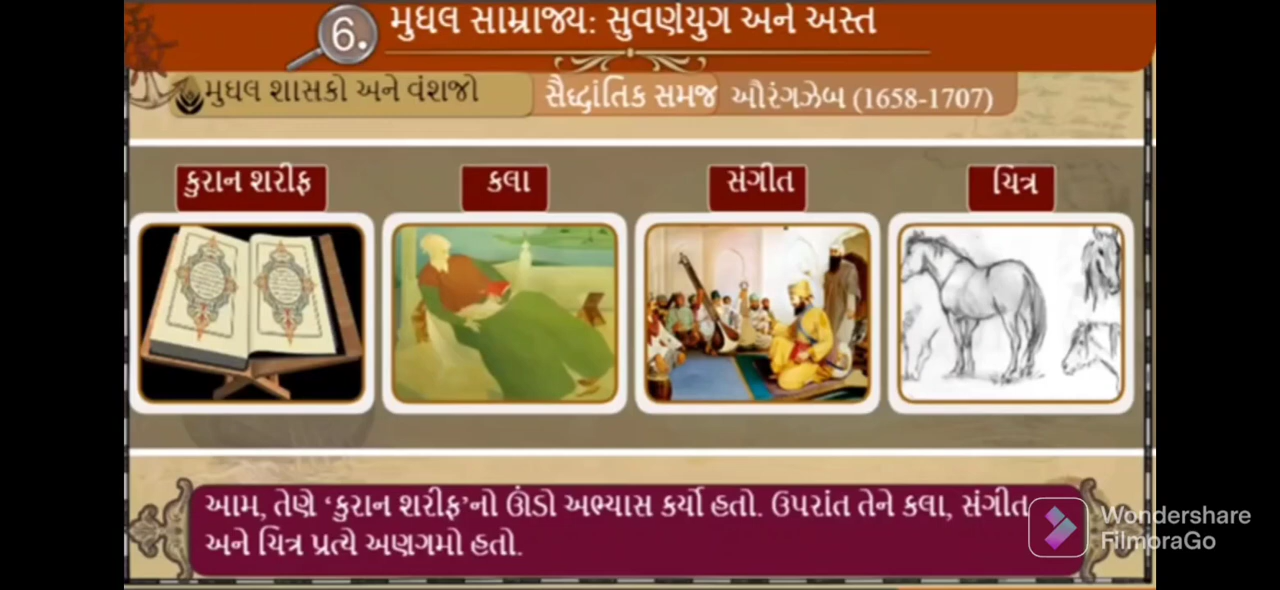 6.
મુઘલ સામ્રાજ્ય: સુવર્ણયુગ અને અસ્ત
મુઘલ શાસકો અને વંશજો
સૈદ્ધાંતિક સમજ
ઔરંગઝેબ (1658-1707)
કુરાન શરીફ
કલા
સંગીત
ચિત્ર
આમ, તેણે ‘કુરાન શરીફ’નો ઊંડો અભ્યાસ કર્યો હતો. ઉપરાંત તેને કલા, સંગીત
અને ચિત્ર પ્રત્યે અણગમો હતો.
Wondershare
FilmoraGo